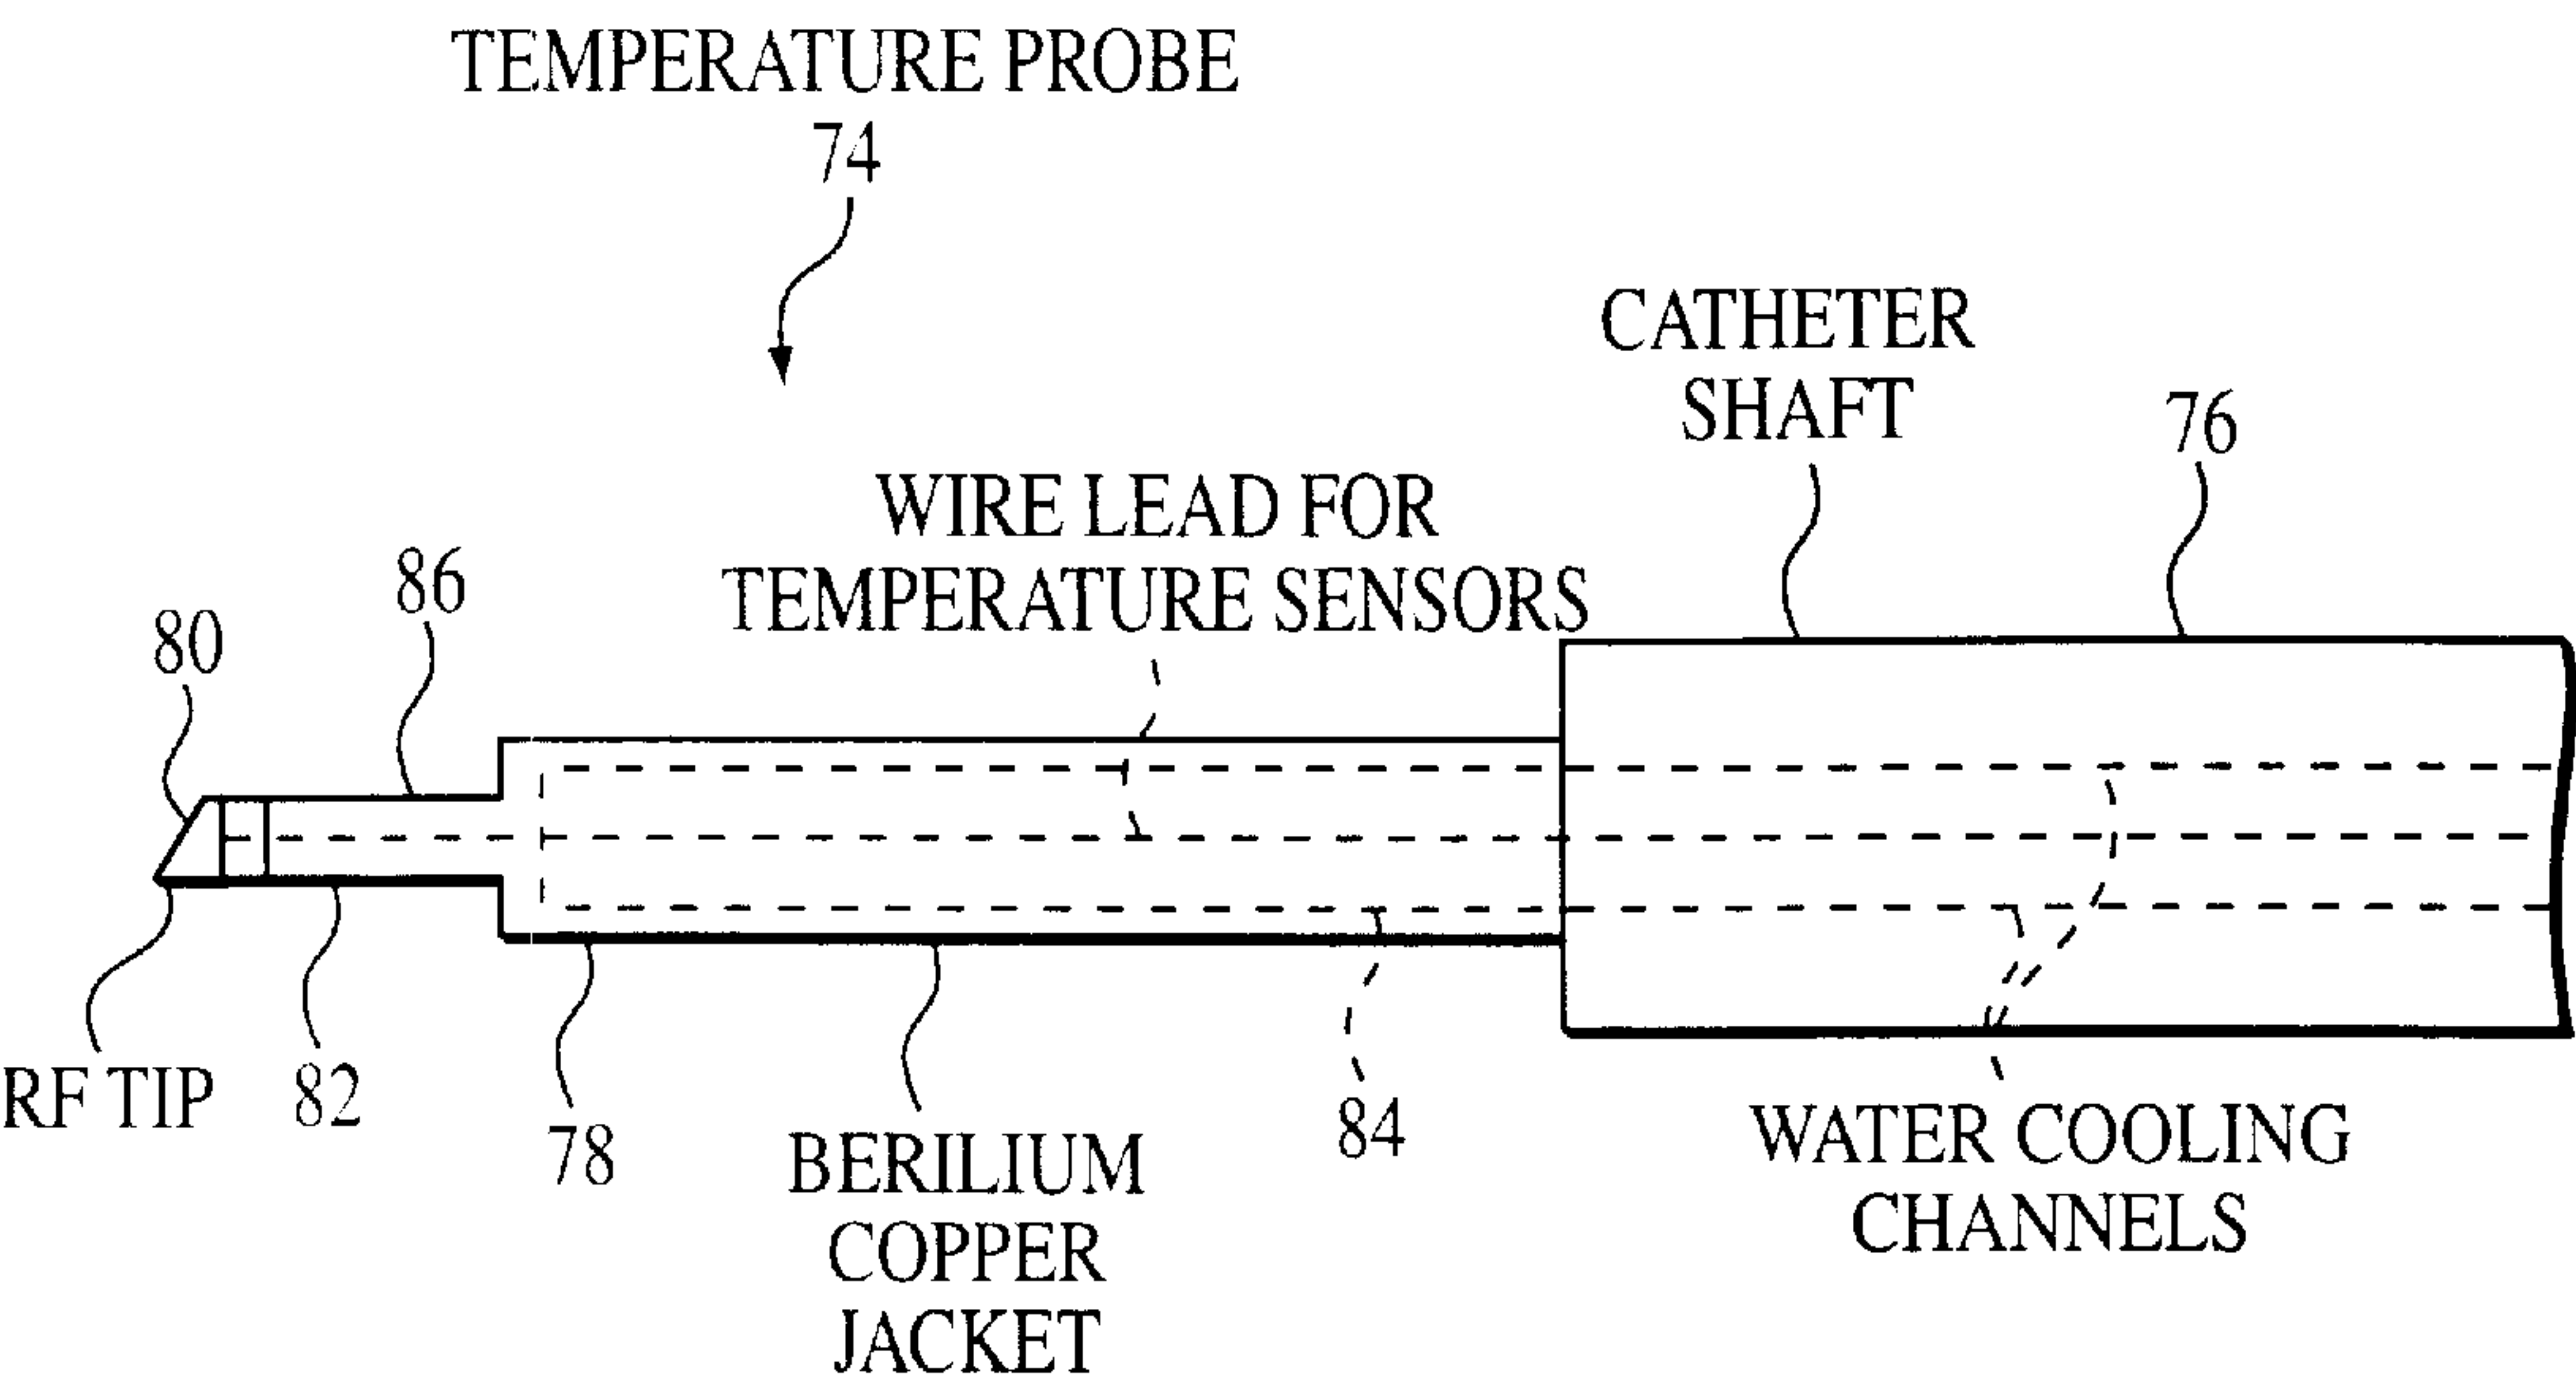 TEMPERATURE PROBE
74
CATHETER
SHAFT
76
WIRE LEAD FOR
TEMPERATURE SENSORS
86
80
RF TIP
82
78
BERILIUM
COPPER
JACKET
84
WATER COOLING
CHANNELS